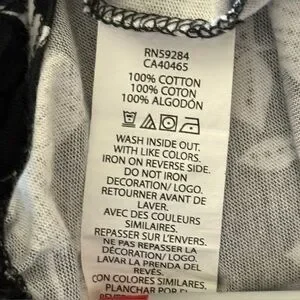 RN59284
CA40465
100% COTTON
100% COTON
100% ALGODÓN
WASH INSIDE OUT.
WITH LIKE COLORS.
IRON ON REVERSE SIDE.
DO NOT IRON
DECORATION/ LOGO.
RETOURNER AVANT DE
LAVER.
AVEC DES COULEURS
SIMILAIRES.
REPASSER SUR L'ENVERS.
NE PAS REPASSER LA
DÉCORATION/ LOGO.
LAVAR LA PRENDA DEL
REVÉS.
CON COLORES SIMILARES.
PLANCHAR POR